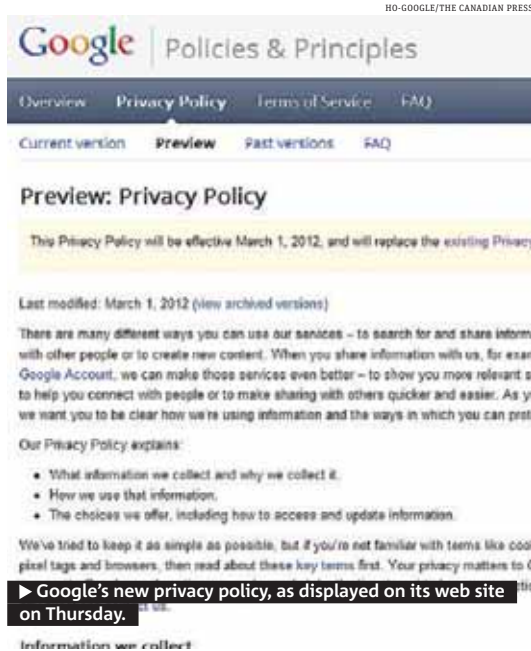 HO-GOOGLE/THE CANADIAN PRESS
Google Policies & Principles
Overview Privacy Policy Terms of Service FAQ
Current version Preview Past versions FAQ
Preview: Privacy Policy
This Privacy Policy will be effective March 1, 2012, and will replace the existing Privacy
Last modified: March 1, 2012 (view archived versions)
There are many different ways you can use our services – to search for and share inform
with other people or to create new content. When you share information with us, for exam
Google Account, we can make those services even better – to show you more relevant s
to help you connect with people or to make sharing with others quicker and easier. As y
we want you to be clear how we're using information and the ways in which you can prot
Our Privacy Policy explains:
• What information we collect and why we collect it.
• How we use that information.
• The choices we offer, including how to access and update information.
We've tried to keep it as simple as possible, but if you're not familiar with terms like cook
pixel tags and browsers, then read about these key terms first. Your privacy matters to G
▶ Google's new privacy policy, as displayed on its web site
on Thursday.
us.
Information we collect